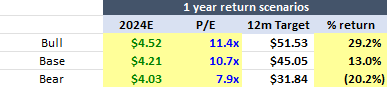 1 year return scenarios
2024E P/E 12m Target % return
Bull $4.52 11.4x $51.53 29.2%
Base $4.21 10.7x $45.05 13.0%
Bear $4.03 7.9x $31.84 (20.2%)